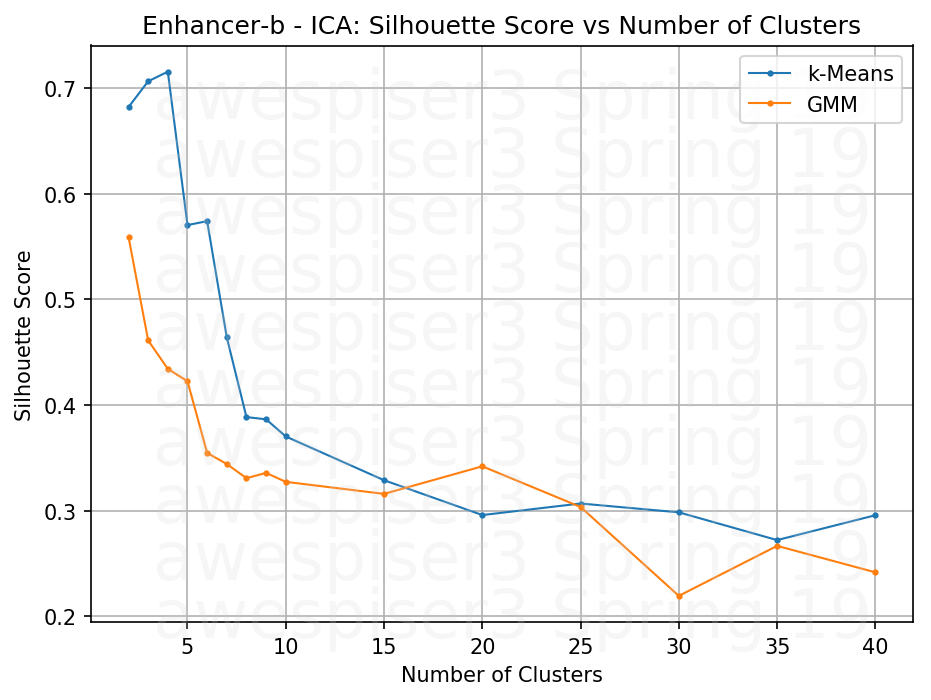 Enhancer-b - ICA: Silhouette Score vs Number of Clusters
k-Means
GMM
0.7
0.6
0.5
0.4
0.3
0.2
Silhouette Score
5 10 15 20 25 30 35 40
Number of Clusters
awespiser3 Spring 19
awespiser3 Spring 19
awespiser3 Spring 19
awespiser3 Spring 19
awespiser3 Spring 19
awespiser3 Spring 19
awespiser3 Spring 19
awespiser3 Spring 19
awespiser3 Spring 19
awespiser3 Spring 19